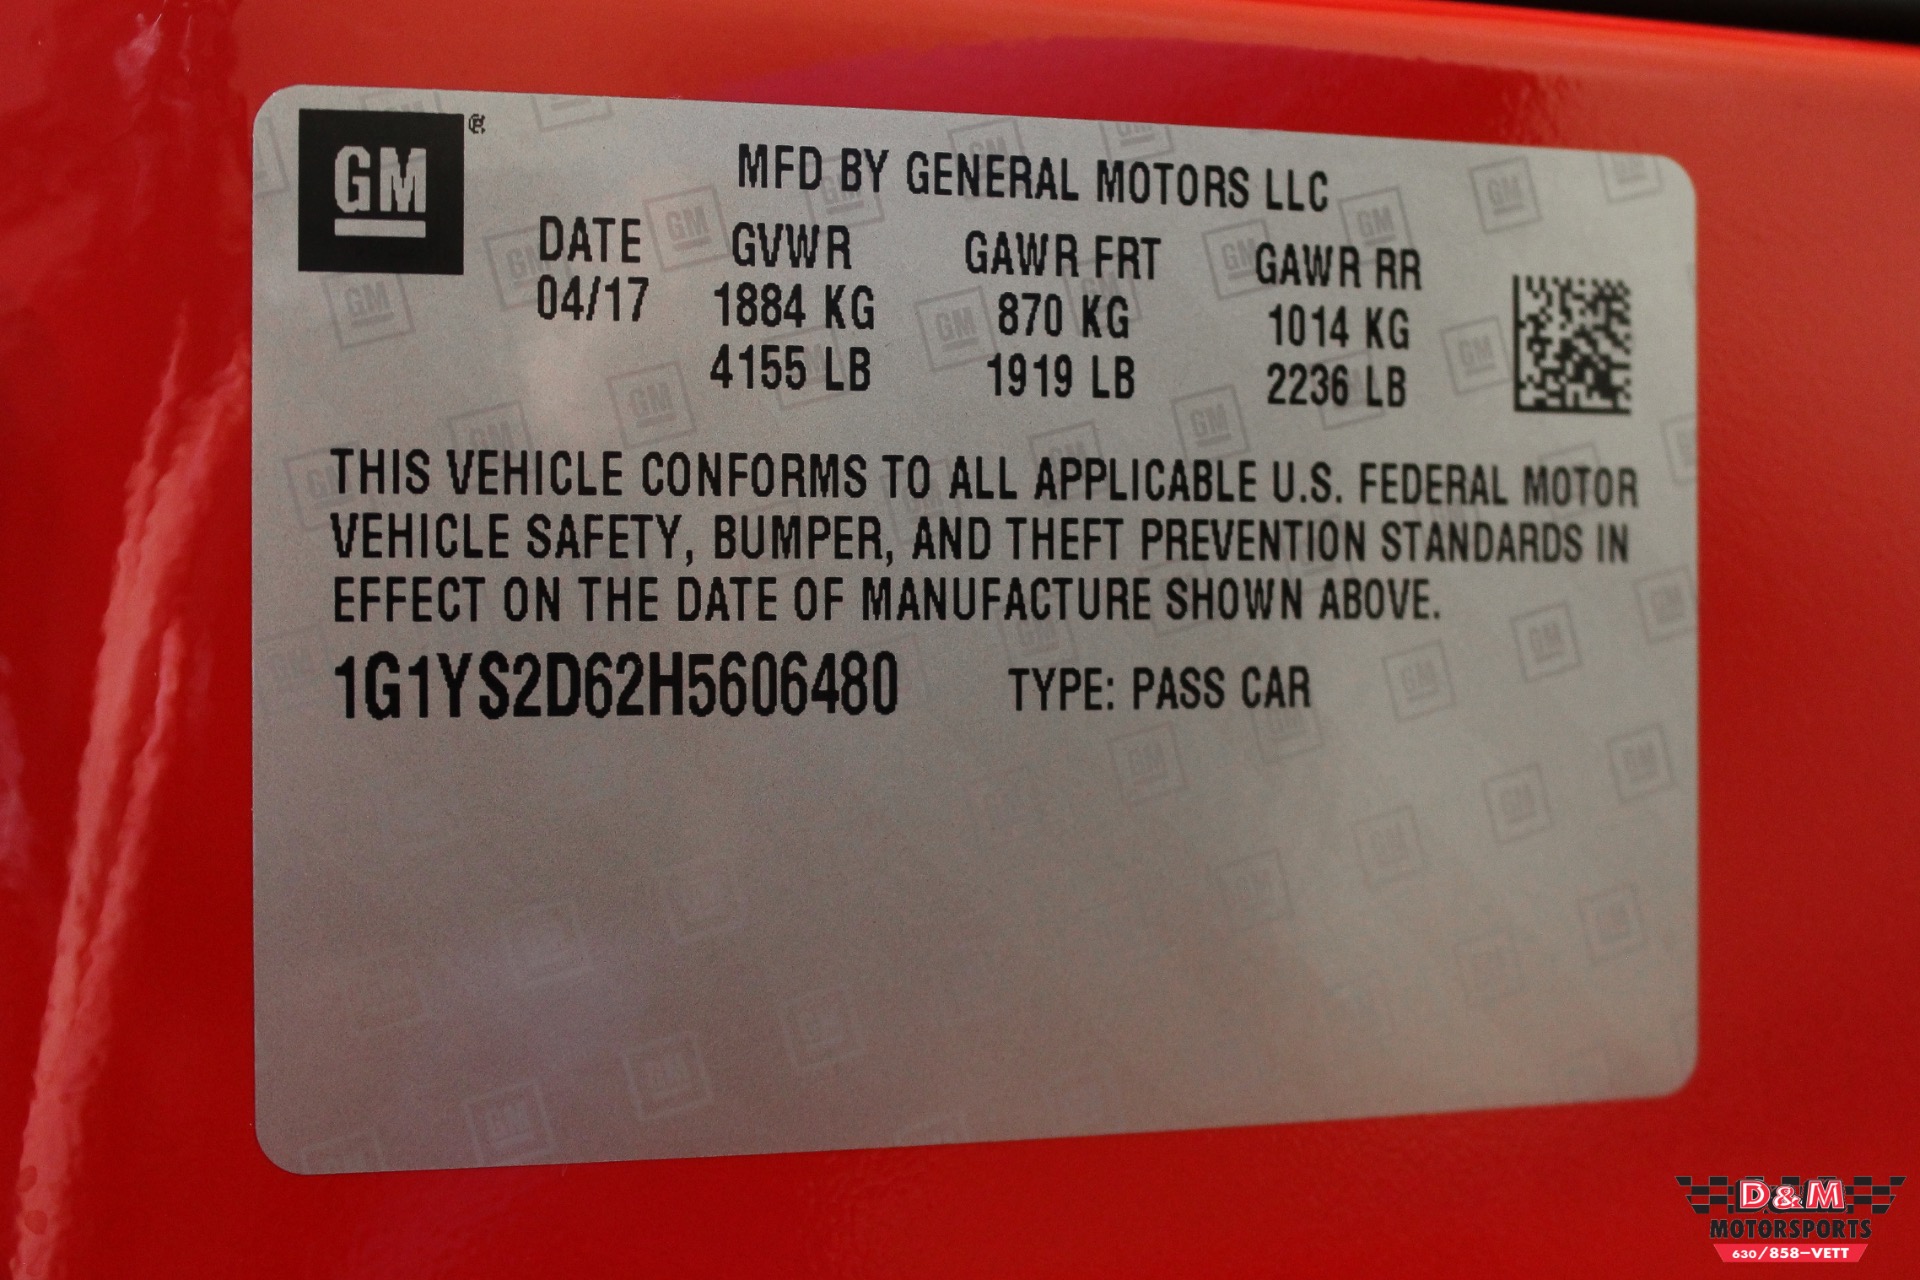 GM
MFD BY GENERAL MOTORS LLC
DATE GVWR GAWR FRT GAWR RR
04/17 1884 KG 870 KG 1014 KG
4155 LB 1919 LB 2236 LB
THIS VEHICLE CONFORMS TO ALL APPLICABLE U.S. FEDERAL MOTOR
VEHICLE SAFETY, BUMPER, AND THEFT PREVENTION STANDARDS IN
EFFECT ON THE DATE OF MANUFACTURE SHOWN ABOVE.
1G1YS2D62H5606480 TYPE: PASS CAR
D&M
MOTORSPORTS
630/858-VETT